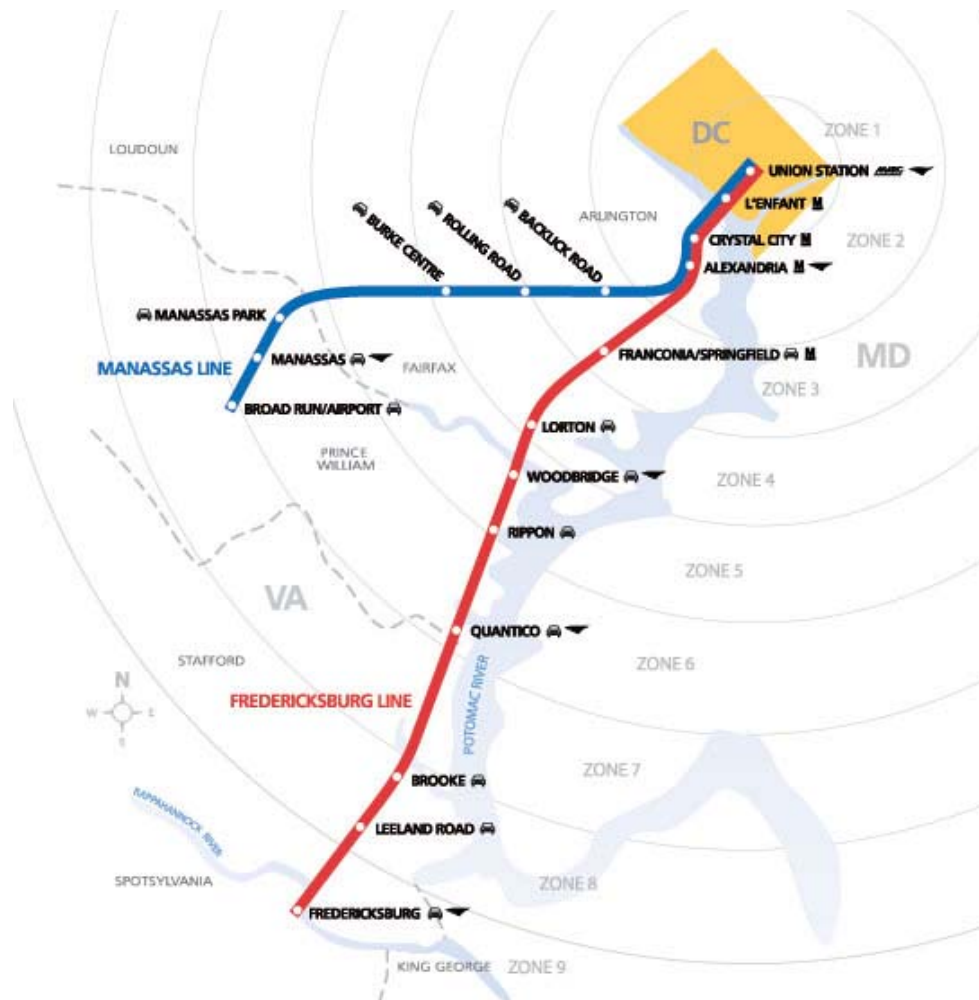 DC
ZONE 1
LOUDOUN
UNION STATION
L'ENFANT M
ARLINGTON
BURKE CENTRE
ROLLING ROAD
BACKLICK ROAD
CRYSTAL CITY M
ZONE 2
ALEXANDRIA M
MANASSAS PARK
MANASSAS
FRANCONIA/SPRINGFIELD M
MD
MANASSAS LINE
FAIRFAX
ZONE 3
BROAD RUN/AIRPORT
LORTON
PRINCE
WILLIAM
WOODBRIDGE
ZONE 4
RIPPON
ZONE 5
VA
QUANTICO
STAFFORD
ZONE 6
N
W E
S
FREDERICKSBURG LINE
POTOMAC RIVER
ZONE 7
BROOKE
RAPPAHANNOCK RIVER
LEELAND ROAD
SPOTSYLVANIA
ZONE 8
FREDERICKSBURG
KING GEORGE
ZONE 9